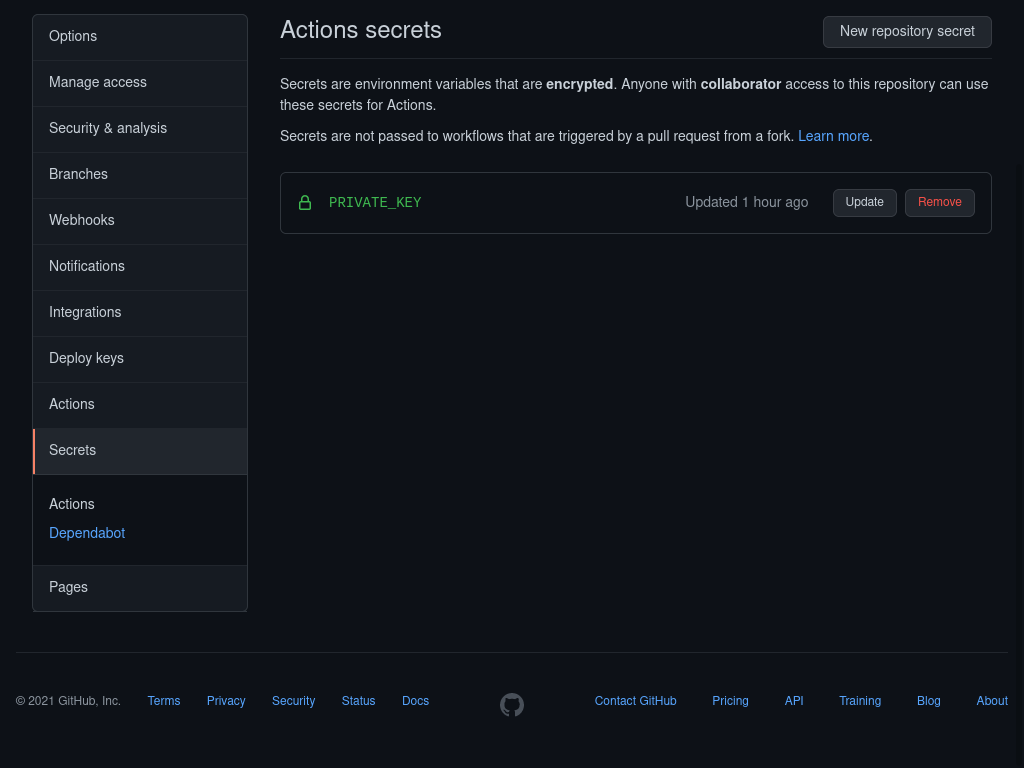 Options
Manage access
Security & analysis
Branches
Webhooks
Notifications
Integrations
Deploy keys
Actions
Secrets
Actions
Dependabot
Pages
Actions secrets
New repository secret
Secrets are environment variables that are encrypted. Anyone with collaborator access to this repository can use
these secrets for Actions.
Secrets are not passed to workflows that are triggered by a pull request from a fork. Learn more.
PRIVATE_KEY Updated 1 hour ago Update Remove
© 2021 GitHub, Inc. Terms Privacy Security Status Docs Contact GitHub Pricing API Training Blog About